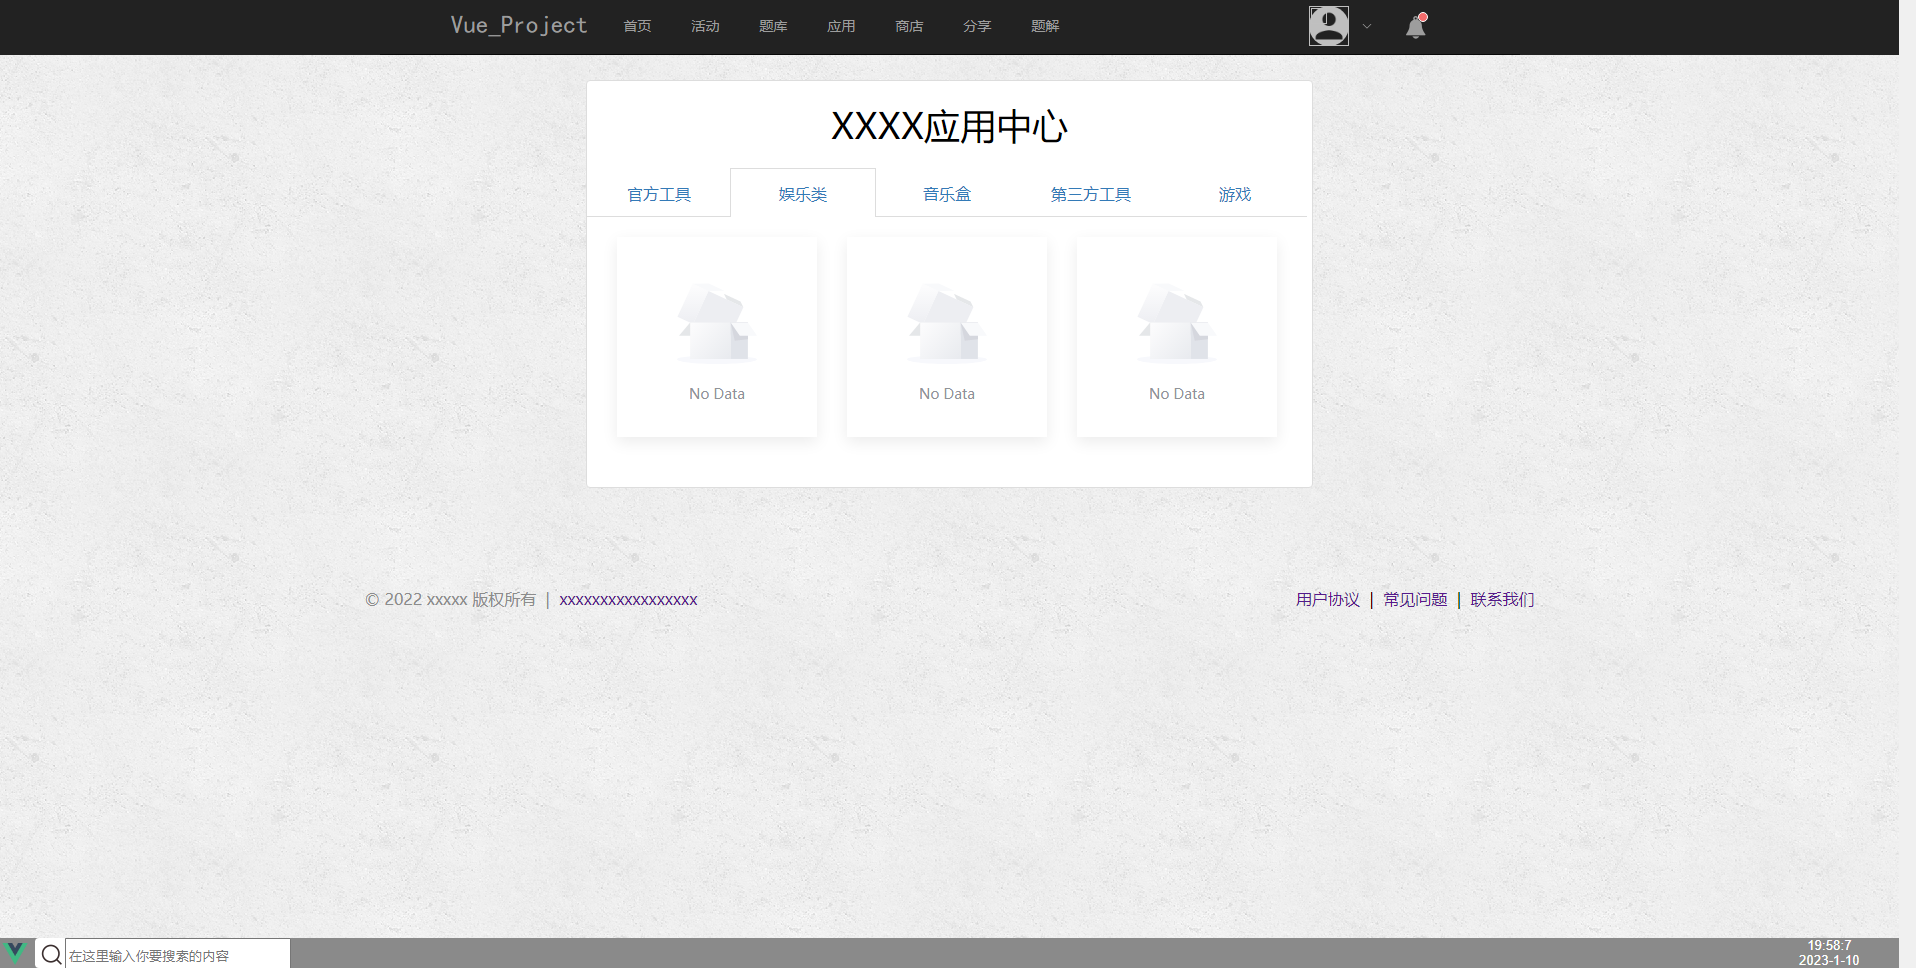 Vue_Project 首页 活动 题库 应用 商店 分享 题解
XXXX应用中心
官方工具 娱乐类 音乐盒 第三方工具 游戏
No Data No Data No Data
© 2022 xxxxx 版权所有 | xxxxxxxxxxxxxxxxx 用户协议 | 常见问题 | 联系我们
在这里输入你要搜索的内容
19:58:7
2023-1-10